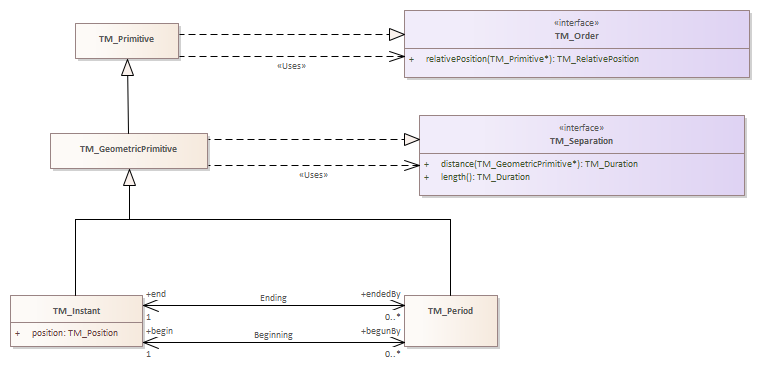 TM_Primitive
«interface»
TM_Order
+ relativePosition(TM_Primitive*): TM_RelativePosition
«Uses»
TM_GeometricPrimitive
«interface»
TM_Separation
+ distance(TM_GeometricPrimitive*): TM_Duration
+ length(): TM_Duration
«Uses»
TM_Instant
+ position: TM_Position
+end
Ending
+endedBy
1
0..*
+begin
Beginning
+begunBy
1
0..*
TM_Period